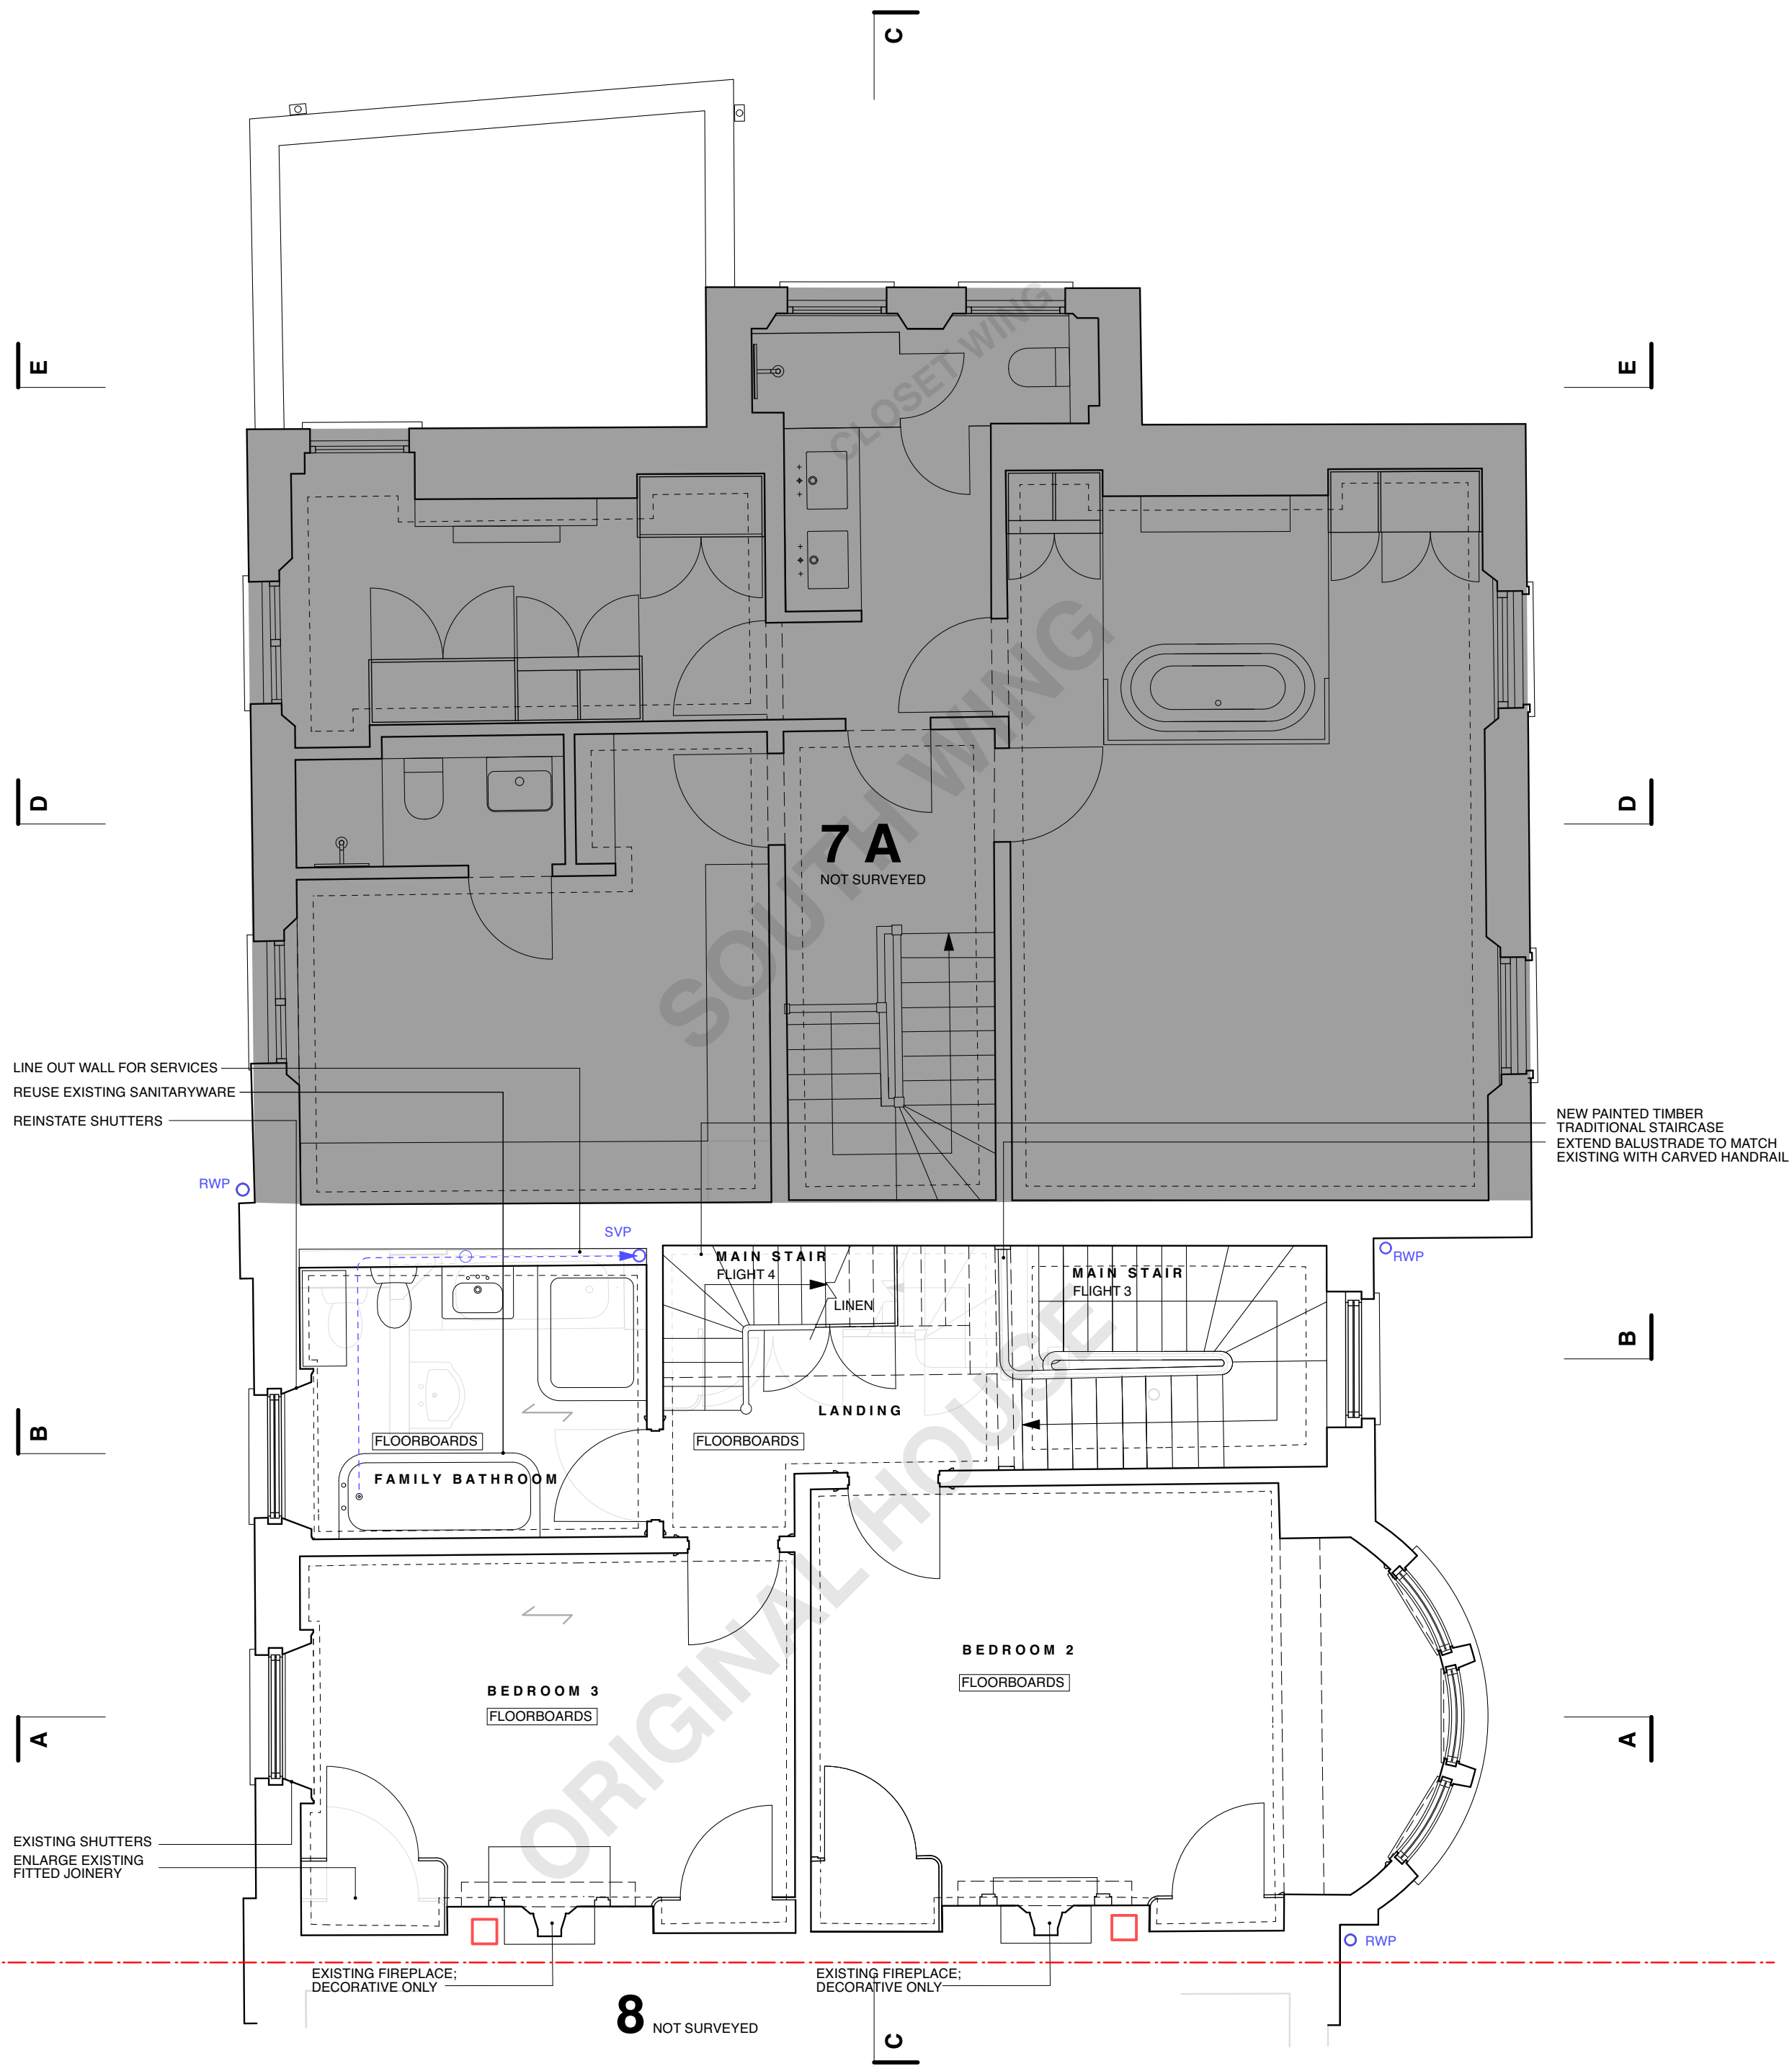 C
E
E
CLOSET WING
D
D
SOUTH WING
7 A
NOT SURVEYED
LINE OUT WALL FOR SERVICES
REUSE EXISTING SANITARYWARE
REINSTATE SHUTTERS
NEW PAINTED TIMBER
TRADITIONAL STAIRCASE
EXTEND BALUSTRADE TO MATCH
EXISTING WITH CARVED HANDRAIL
RWP
SVP
RWP
MAIN STAIR
FLIGHT 4
MAIN STAIR
FLIGHT 3
LINEN
B
B
LANDING
FLOORBOARDS
FLOORBOARDS
FAMILY BATHROOM
ORIGINAL HOUSE
BEDROOM 2
FLOORBOARDS
BEDROOM 3
FLOORBOARDS
A
A
EXISTING SHUTTERS
ENLARGE EXISTING
FITTED JOINERY
RWP
EXISTING FIREPLACE;
DECORATIVE ONLY
EXISTING FIREPLACE;
DECORATIVE ONLY
8
NOT SURVEYED
C